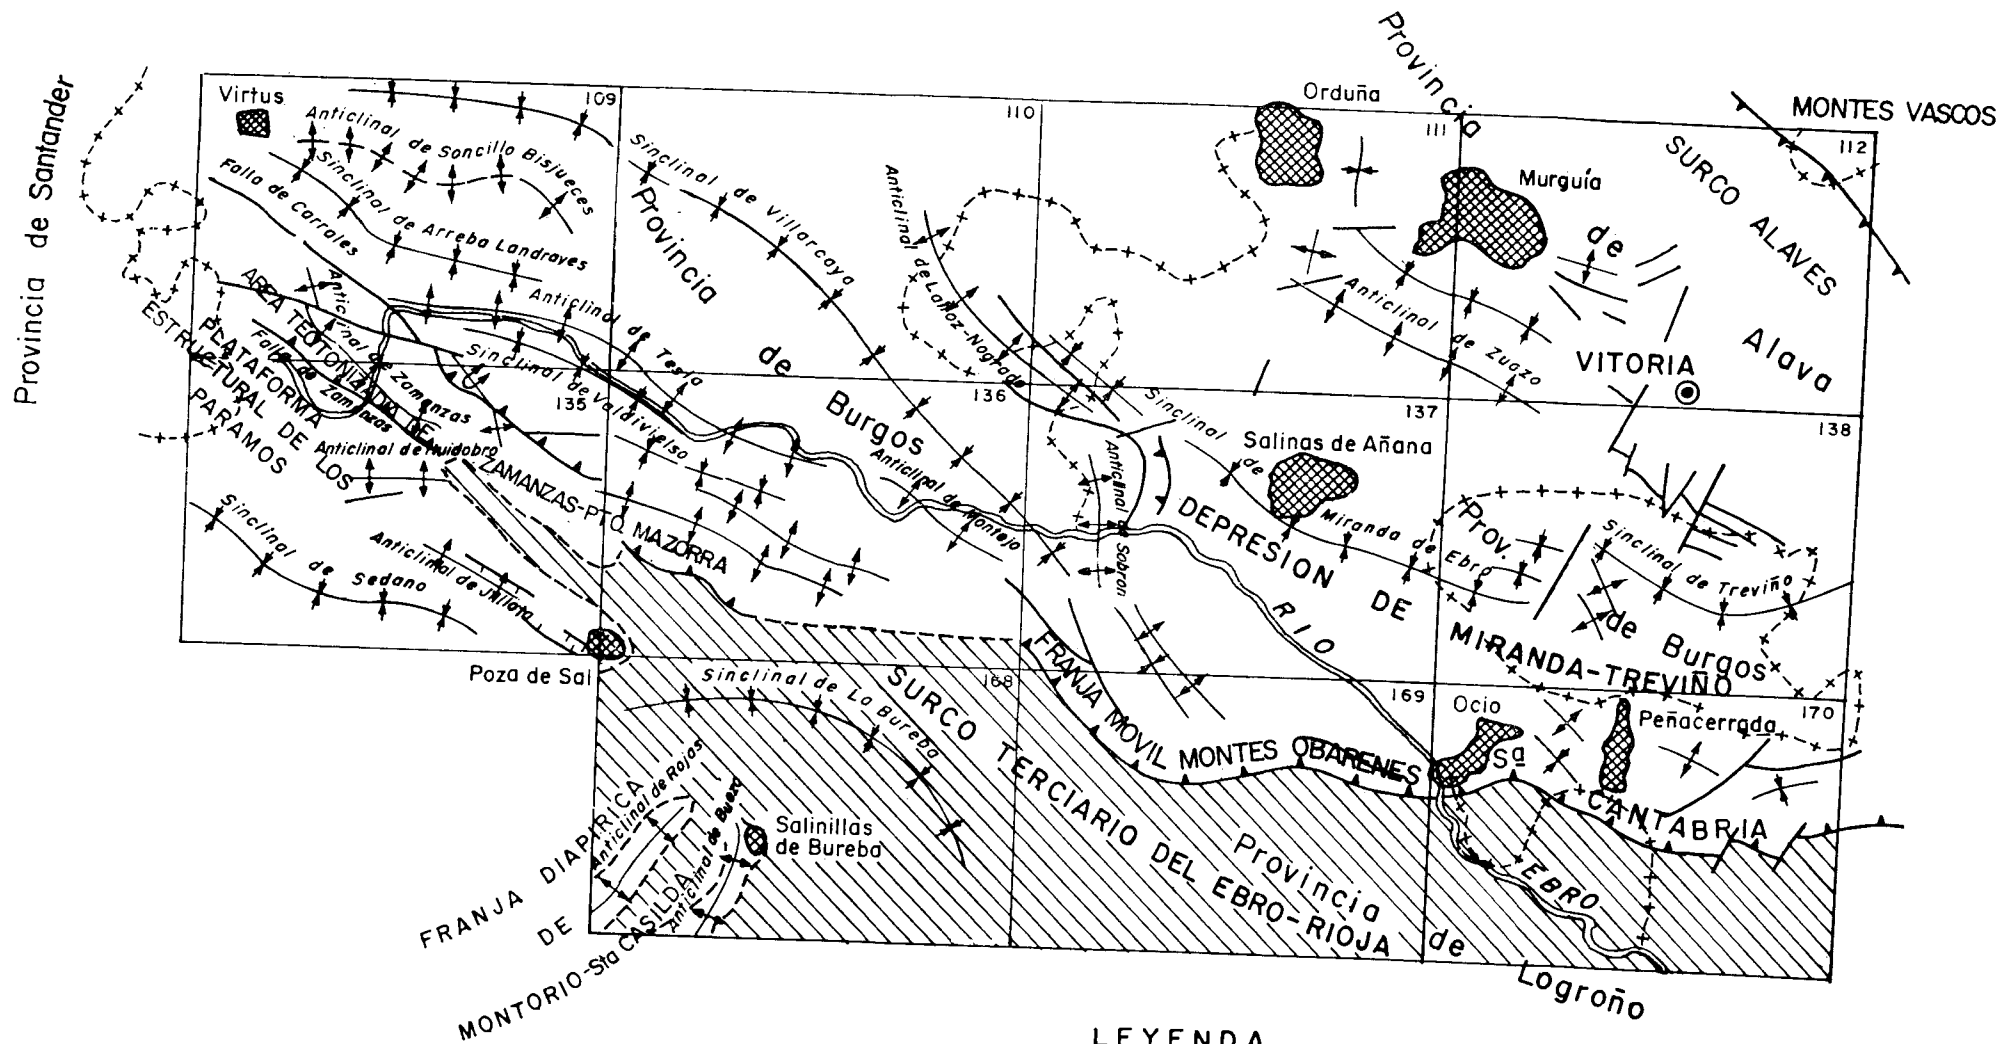 Provincia de Santander
Virtus
109
110
Orduña
Provincia
111
MONTES VASCOS
112
SURCO ALAVES
Anticlinal de Soncillo Bisjueces
Sinclinal de Arreba Landraves
Falla de Corrales
Sinclinal de Villarcayo
Provincia
de
Burgos
Anticlinal de Lahoz-Nograro
Murguía
de
Alava
Anticlinal de Zuazo
VITORIA
AREA TECTONIZADA DE
ZAMANZAS-PTO. MAZORRA
PLATAFORMA
ESTRUCTURAL DE LOS
PARAMOS
Anticlinal de Zamanzas
Falla de Zamanzas
Anticlinal de Tesla
Sinclinal de Valdivielso
135
136
137
138
Anticlinal de Huidobro
Anticlinal de Montejo
Anticlinal de Sobron
Sinclinal de Miranda de Ebro
Salinas de Añana
DEPRESION DE
MIRANDA-TREVIÑO
Prov.
de Burgos
Sinclinal de Treviño
Sinclinal de Sedano
Anticlinal de
Poza de Sal
RIO
EBRO
168
169
170
Sinclinal de La Bureba
SURCO TERCIARIO DEL EBRO-RIOJA
FRANJA MOVIL MONTES OBARENES
Sª
CANTABRIA
Ocio
Peñacerrada
FRANJA DIAPIRICA
DE
MONTORIO-Sta CASILDA
Anticlinal de Rojas
Anticlinal de Buezo
Salinillas
de Bureba
Provincia
de
Logroño
LEYENDA